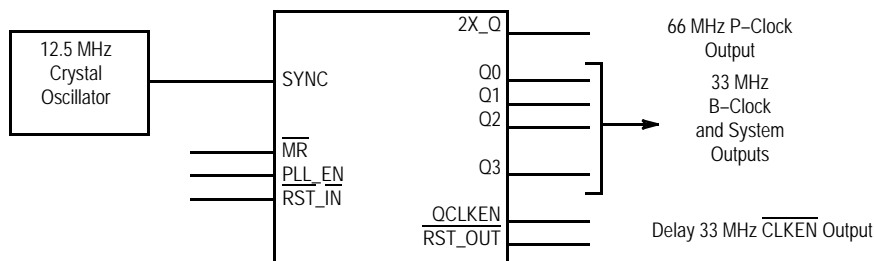 12.5 MHz
Crystal
Oscillator
SYNC
MR
PLL_EN
RST_IN
2X_Q
Q0
Q1
Q2
Q3
QCLKEN
RST_OUT
66 MHz P–Clock
Output
33 MHz
B–Clock
and System
Outputs
Delay 33 MHz CLKEN Output